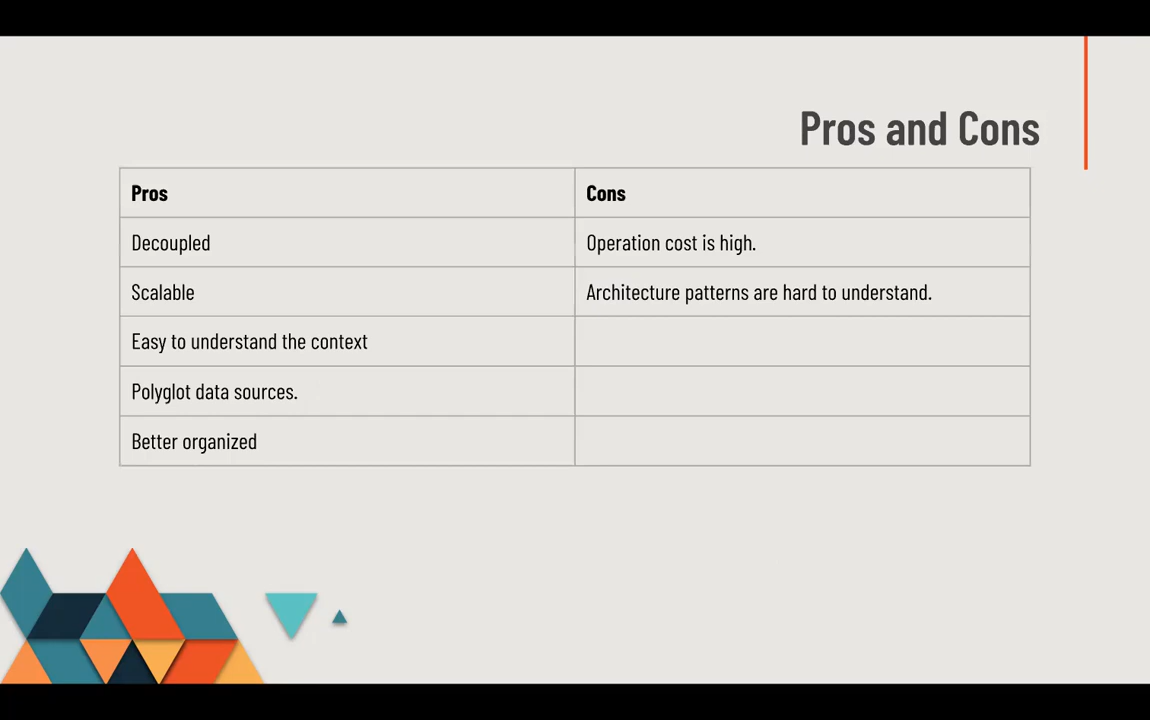 Pros and Cons
Pros
Cons
Decoupled
Operation cost is high.
Scalable
Architecture patterns are hard to understand.
Easy to understand the context
Polyglot data sources.
Better organized